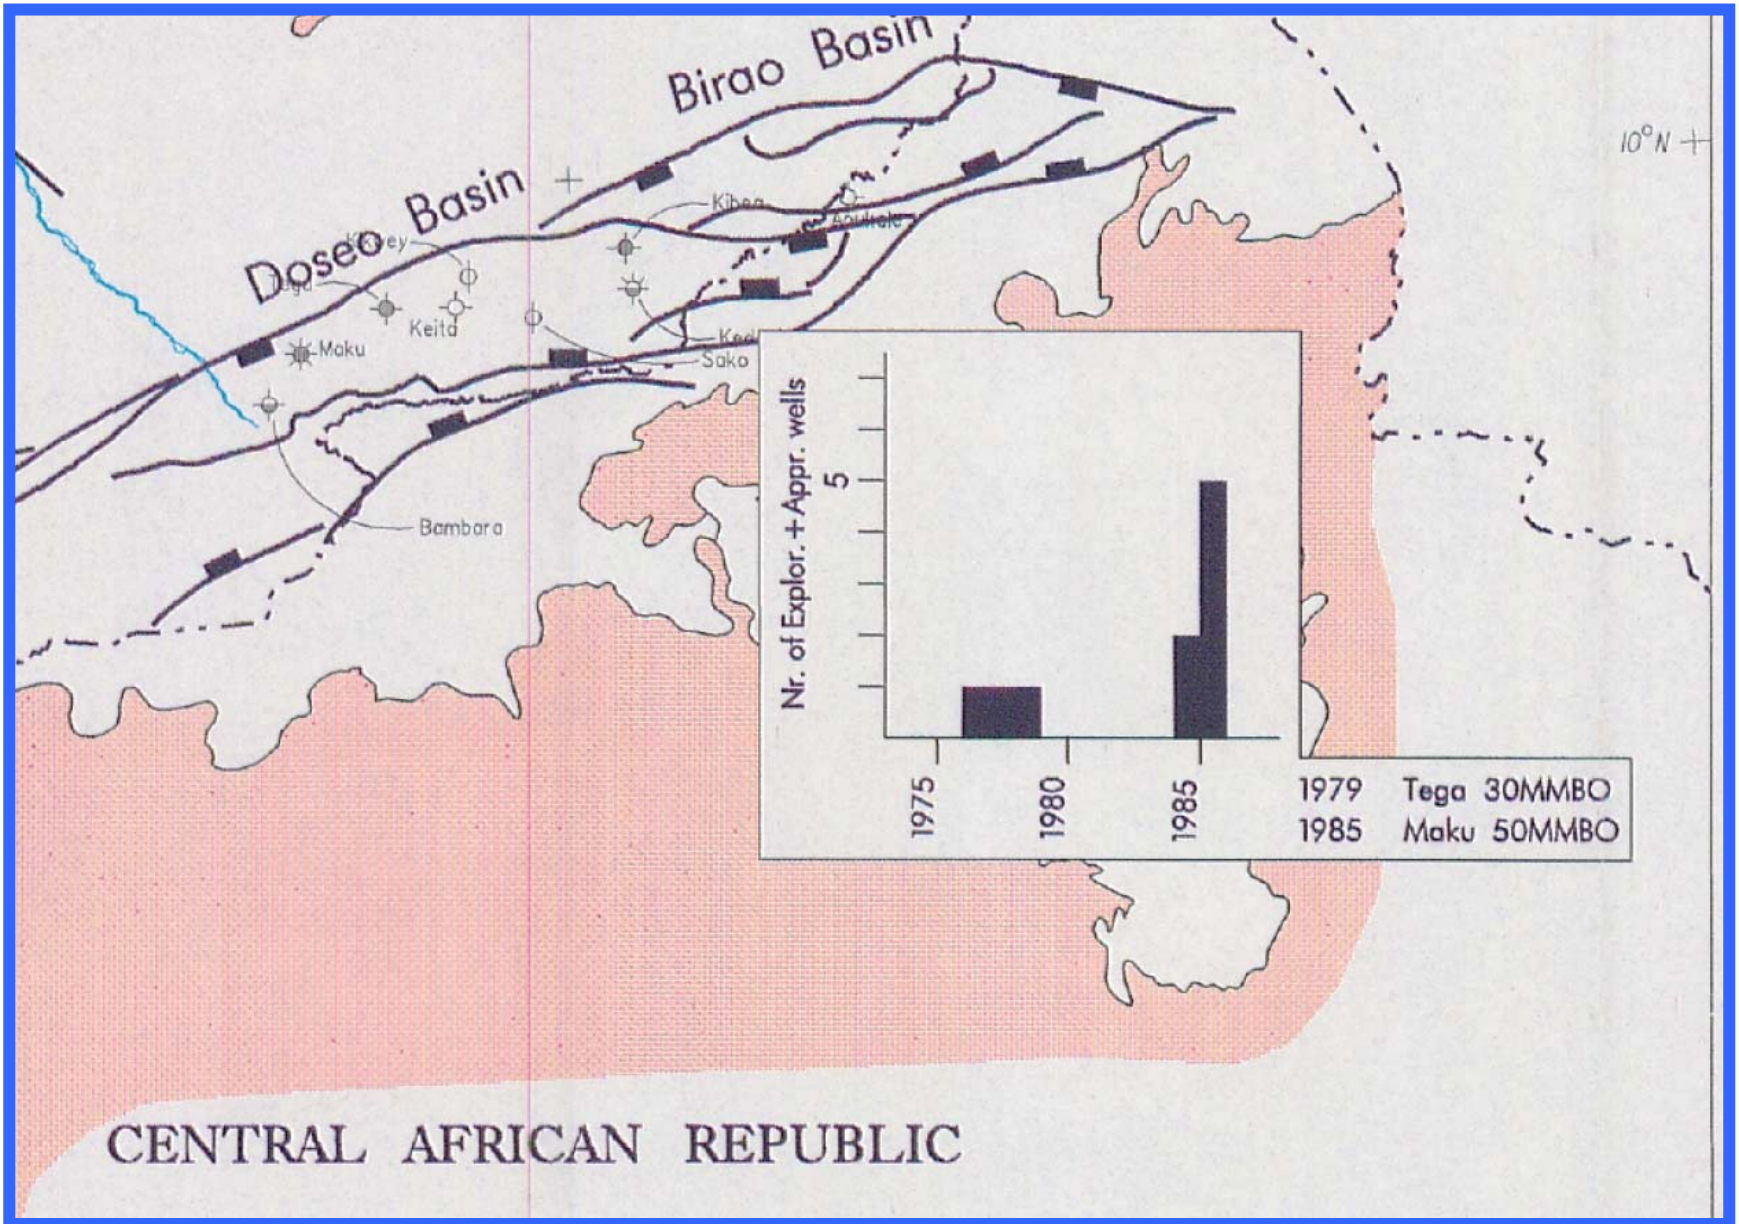 Birao Basin
10°N
Doseo Basin
Kibea
Keita
Maku
Sako
Bambara
Nr. of Explor. + Appr. wells
5
1975
1980
1985
1979 Tega 30MMBO
1985 Maku 50MMBO
CENTRAL AFRICAN REPUBLIC